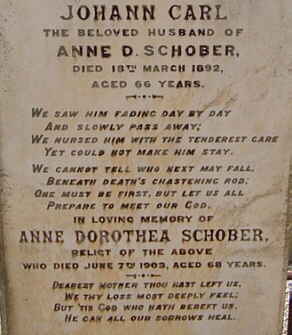 JOHANN CARL
THE BELOVED HUSBAND OF
ANNE D. SCHOBER,
DIED 18TH MARCH 1892,
AGED 66 YEARS.
WE SAW HIM FADING DAY BY DAY
AND SLOWLY PASS AWAY;
WE NURSED HIM WITH THE TENDEREST CARE
YET COULD NOT MAKE HIM STAY.
WE CANNOT TELL WHO NEXT MAY FALL,
BENEATH DEATH'S CHASTENING ROD;
ONE MUST BE FIRST, BUT LET US ALL
PREPARE TO MEET OUR GOD.
IN LOVING MEMORY OF
ANNE DOROTHEA SCHOBER,
RELICT OF THE ABOVE
WHO DIED JUNE 7TH 1903, AGED 68 YEARS.
DEAREST MOTHER THOU HAST LEFT US,
WE THY LOSS MOST DEEPLY FEEL;
BUT 'TIS GOD WHO HATH BEREFT US,
HE CAN ALL OUR SORROWS HEAL.